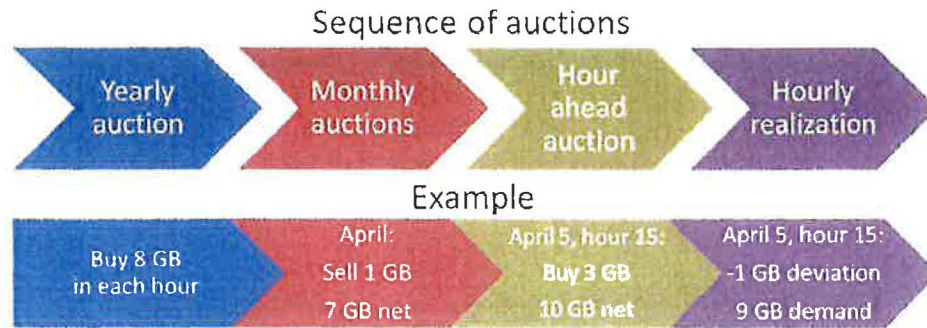 Sequence of auctions
Yearly
auction
Monthly
auctions
Hour
ahead
auction
Hourly
realization
Example
Buy 8 GB
in each hour
April:
Sell 1 GB
7 GB net
April 5, hour 15:
Buy 3 GB
10 GB net
April 5, hour 15:
-1 GB deviation
9 GB demand